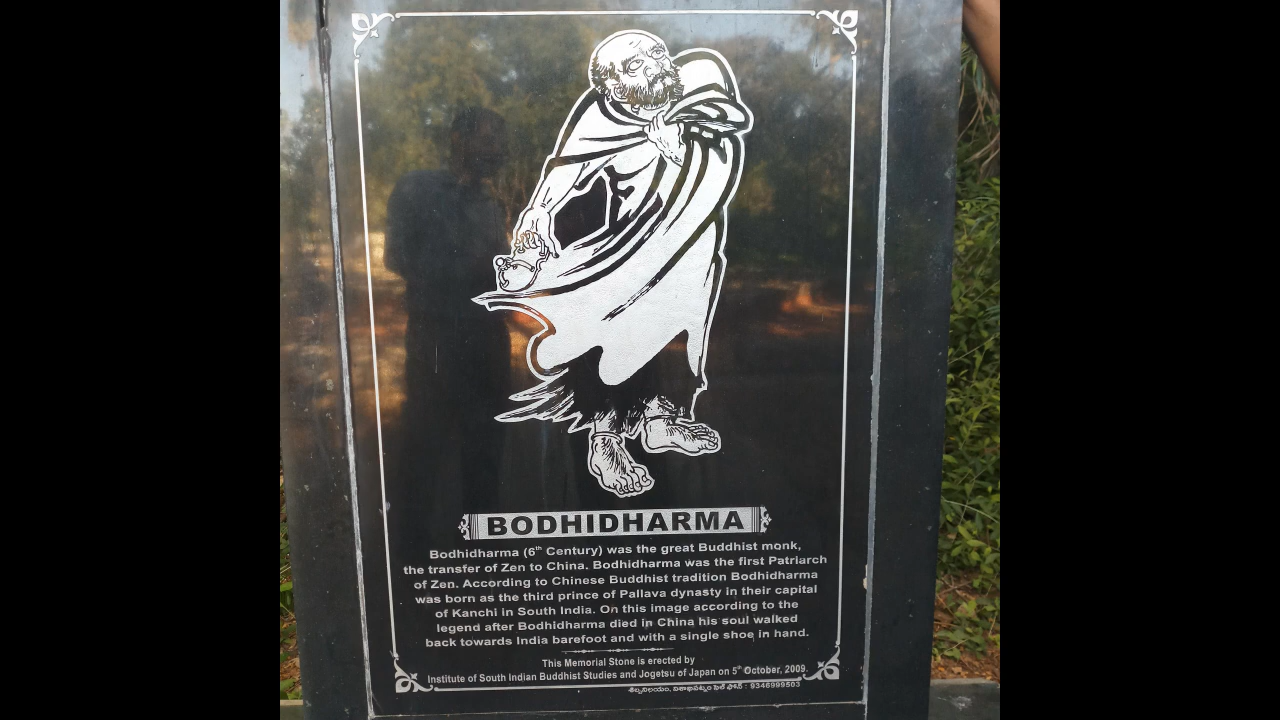 BODHIDHARMA
Bodhidharma (6th Century) was the great Buddhist monk,
the transfer of Zen to China. Bodhidharma was the first Patriarch
of Zen. According to Chinese Buddhist tradition Bodhidharma
was born as the third prince of Pallava dynasty in their capital
of Kanchi in South India. On this image according to the
legend after Bodhidharma died in China his soul walked
back towards India barefoot and with a single shoe in hand.
This Memorial Stone is erected by
Institute of South Indian Buddhist Studies and Jogetsu of Japan on 5th October, 2009.
శిల్పనిలయం, విశాఖపట్నం సెల్ ఫోన్ : 9346999503